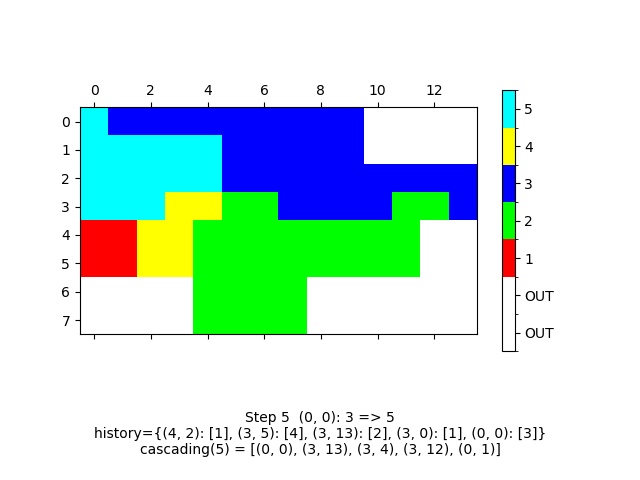 0 2 4 6 8 10 12
0
1
2
3
4
5
6
7
5
4
3
2
1
OUT
OUT
Step 5  (0, 0): 3 => 5
history={(4, 2): [1], (3, 5): [4], (3, 13): [2], (3, 0): [1], (0, 0): [3]}
cascading(5) = [(0, 0), (3, 13), (3, 4), (3, 12), (0, 1)]